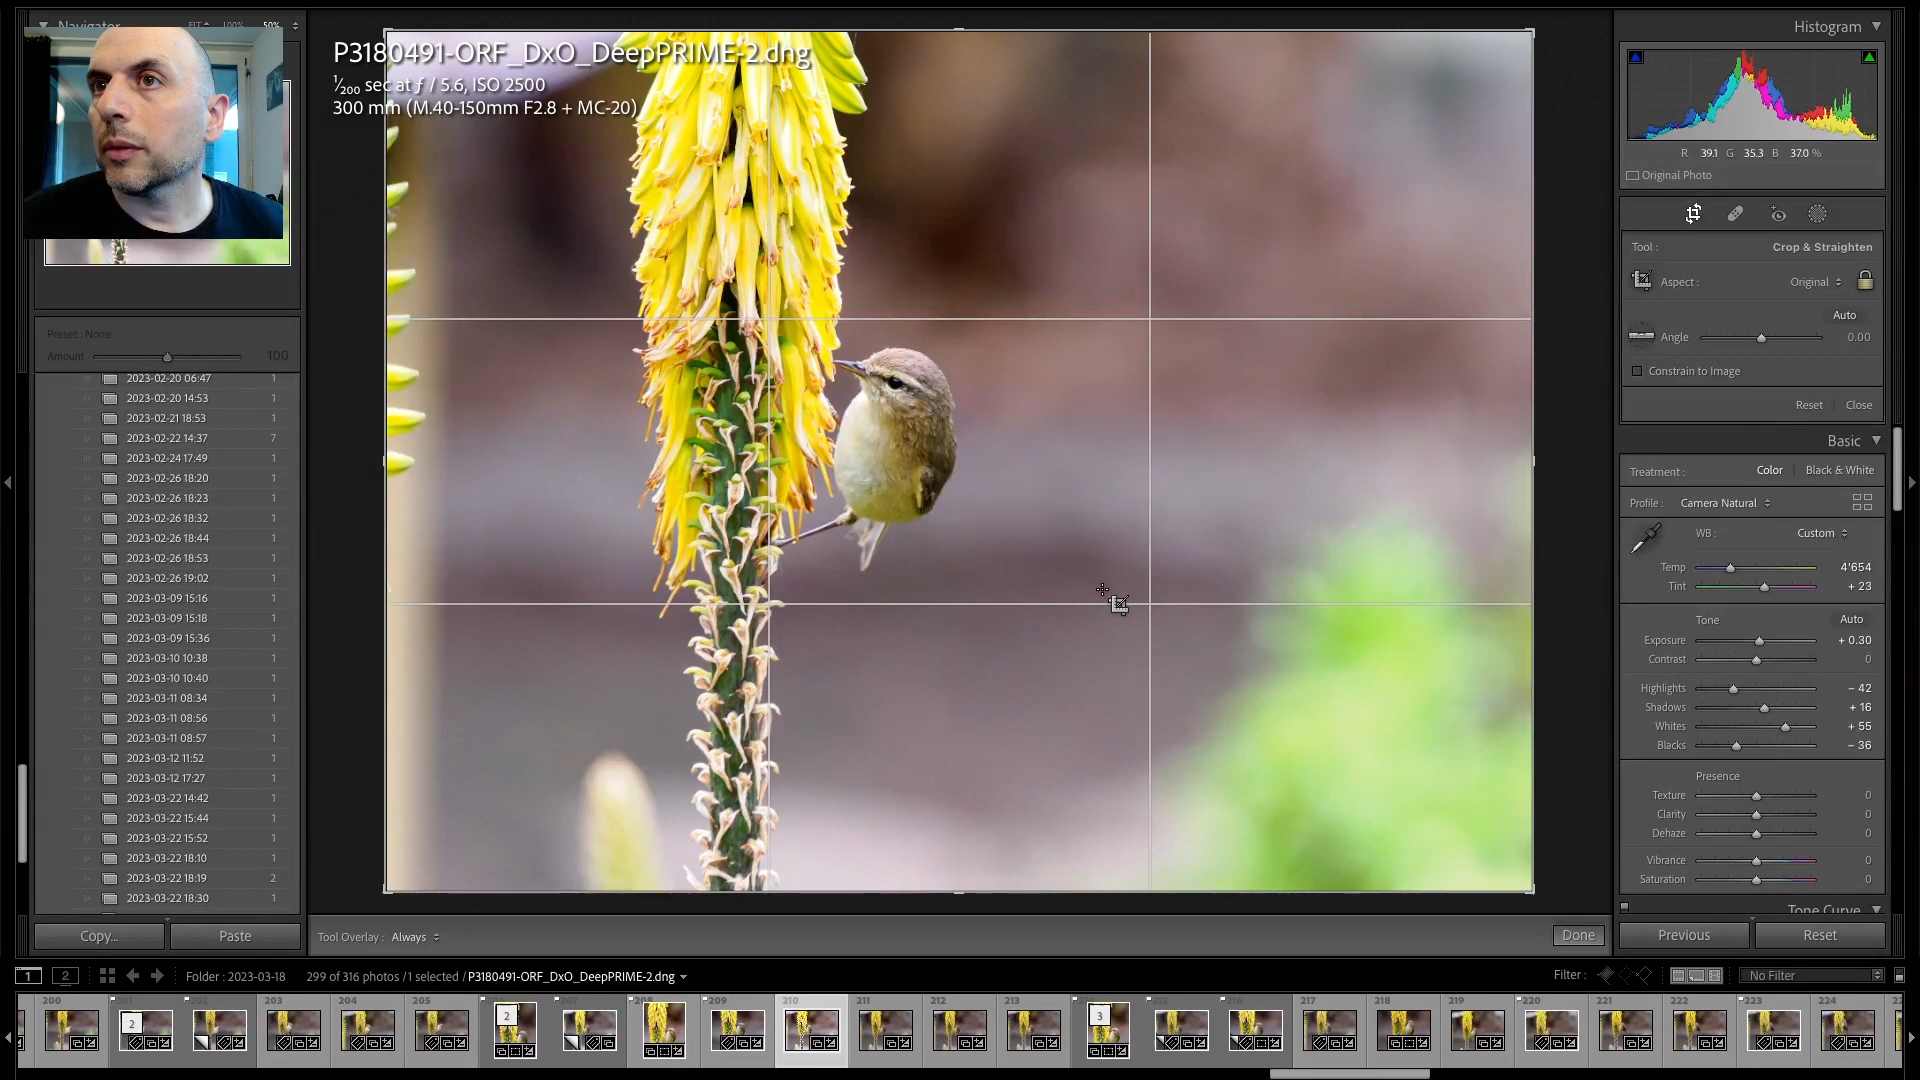 Navigator FIT 100% 50%
P3180491-ORF_DxO_DeepPRIME-2.dng
1/200 sec at ƒ / 5.6, ISO 2500
300 mm (M.40-150mm F2.8 + MC-20)
Preset : None
Amount 100
2023-02-20 06:47 1
2023-02-20 14:53 1
2023-02-21 18:53 1
2023-02-22 14:37 7
2023-02-24 17:49 1
2023-02-26 18:20 1
2023-02-26 18:23 1
2023-02-26 18:32 1
2023-02-26 18:44 1
2023-02-26 18:53 1
2023-02-26 19:02 1
2023-03-09 15:16 1
2023-03-09 15:18 1
2023-03-09 15:36 1
2023-03-10 10:38 1
2023-03-10 10:40 1
2023-03-11 08:34 1
2023-03-11 08:56 1
2023-03-11 08:57 1
2023-03-12 11:52 1
2023-03-12 17:27 1
2023-03-22 14:42 1
2023-03-22 15:44 1
2023-03-22 15:52 1
2023-03-22 18:10 1
2023-03-22 18:19 2
2023-03-22 18:30 1
Copy... Paste
Tool Overlay : Always Done
Histogram
R 39.1 G 35.3 B 37.0 %
Original Photo
Tool : Crop & Straighten
Aspect : Original
Auto
Angle 0.00
Constrain to Image
Reset Close
Basic
Treatment : Color Black & White
Profile : Camera Natural
WB : Custom
Temp 4'654
Tint + 23
Tone Auto
Exposure + 0.30
Contrast 0
Highlights − 42
Shadows + 16
Whites + 55
Blacks − 36
Presence
Texture 0
Clarity 0
Dehaze 0
Vibrance 0
Saturation 0
Tone Curve
Previous Reset
1 2 Folder : 2023-03-18 299 of 316 photos /1 selected / P3180491-ORF_DxO_DeepPRIME-2.dng Filter : No Filter
200 201 202 203 204 205 207 208 209 210 211 212 213 215 216 217 218 219 220 221 222 223 224
2 2 3